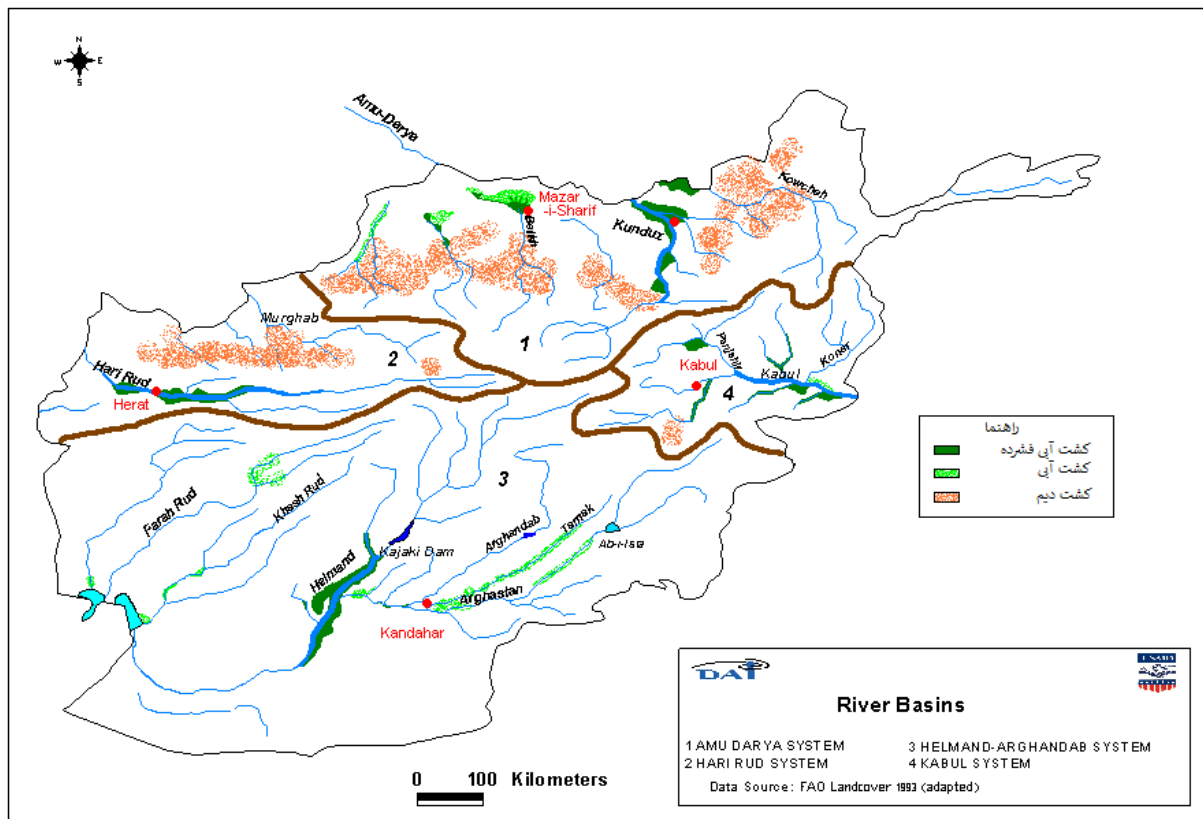 N
W E
S
Amu-Darya
Kowcheh
Mazar
-i-Sharif
Balkh
Kunduz
Murghab
1
2
Hari Rud
Herat
Panjshir
Kabul
Kabul
Konar
4
3
راهنما
کشت آبی فشرده
کشت آبی
کشت دیم
Farah Rud
Khash Rud
Helmand
Kajaki Dam
Arghandab
Tarnak
Ab-i-Ista
Arghastan
Kandahar
DAI
USAID
River Basins
1 AMU DARYA SYSTEM 3 HELMAND-ARGHANDAB SYSTEM
2 HARI RUD SYSTEM 4 KABUL SYSTEM
Data Source: FAO Landcover 1993 (adapted)
0 100 Kilometers